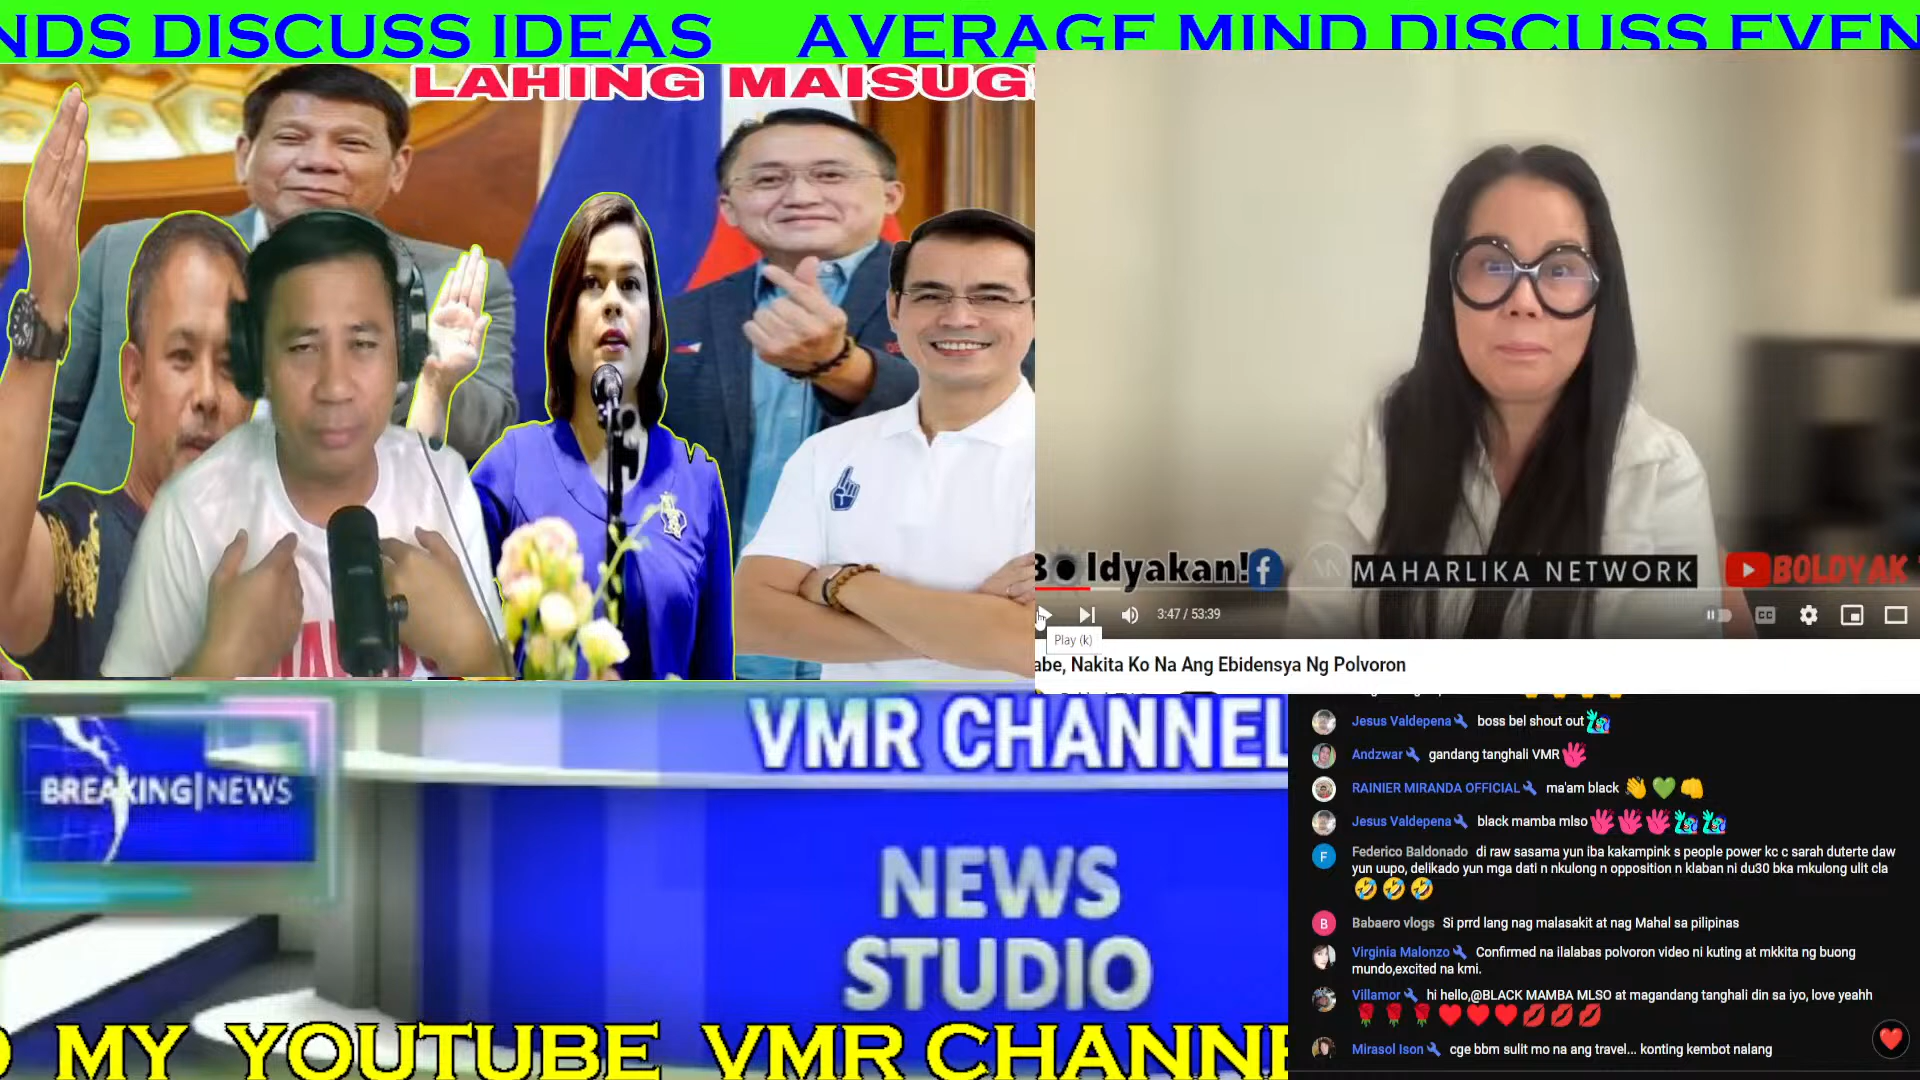 NDS DISCUSS IDEAS AVERAGE MIND DISCUSS EVEN
LAHING MAISUG
B ldyakan!
MAHARLIKA NETWORK
BOLDYAK
3:47 / 53:39
CC
Play (k)
abe, Nakita Ko Na Ang Ebidensya Ng Polvoron
VMR CHANNEL
BREAKING|NEWS
NEWS
STUDIO
MY YOUTUBE VMR CHANNE
Jesus Valdepena boss bel shout out
Andzwar gandang tanghali VMR
RAINIER MIRANDA OFFICIAL ma'am black 👋 💚 👊
Jesus Valdepena black mamba mlso
F Federico Baldonado di raw sasama yun iba kakampink s people power kc c sarah duterte daw
yun uupo, delikado yun mga dati n nkulong n opposition n klaban ni du30 bka mkulong ulit cla
🤣 🤣 🤣
B Babaero vlogs Si prrd lang nag malasakit at nag Mahal sa pilipinas
Virginia Malonzo Confirmed na ilalabas polvoron video ni kuting at mkkita ng buong
mundo,excited na kmi.
Villamor hi hello,@BLACK MAMBA MLSO at magandang tanghali din sa iyo, love yeahh
🌹 🌹 🌹 ❤️ ❤️ ❤️ 💋 💋 💋
Mirasol Ison cge bbm sulit mo na ang travel... konting kembot nalang